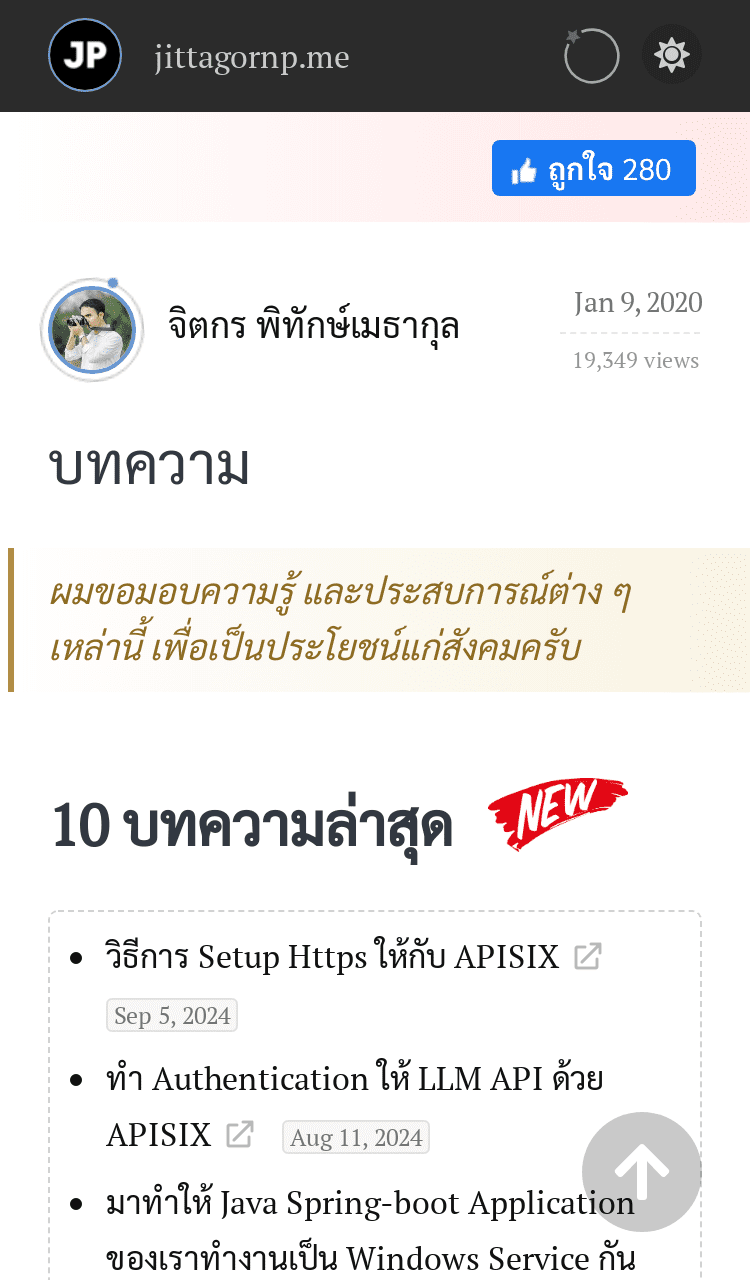 JP jittagornp.me
ถูกใจ 280
จิตกร พิทักษ์เมธากุล
Jan 9, 2020
19,349 views
บทความ
ผมขอมอบความรู้ และประสบการณ์ต่าง ๆ
เหล่านี้ เพื่อเป็นประโยชน์แก่สังคมครับ
10 บทความล่าสุด NEW
วิธีการ Setup Https ให้กับ APISIX
Sep 5, 2024
ทำ Authentication ให้ LLM API ด้วย
APISIX Aug 11, 2024
มาทำให้ Java Spring-boot Application
ของเราทำงานเป็น Windows Service กัน